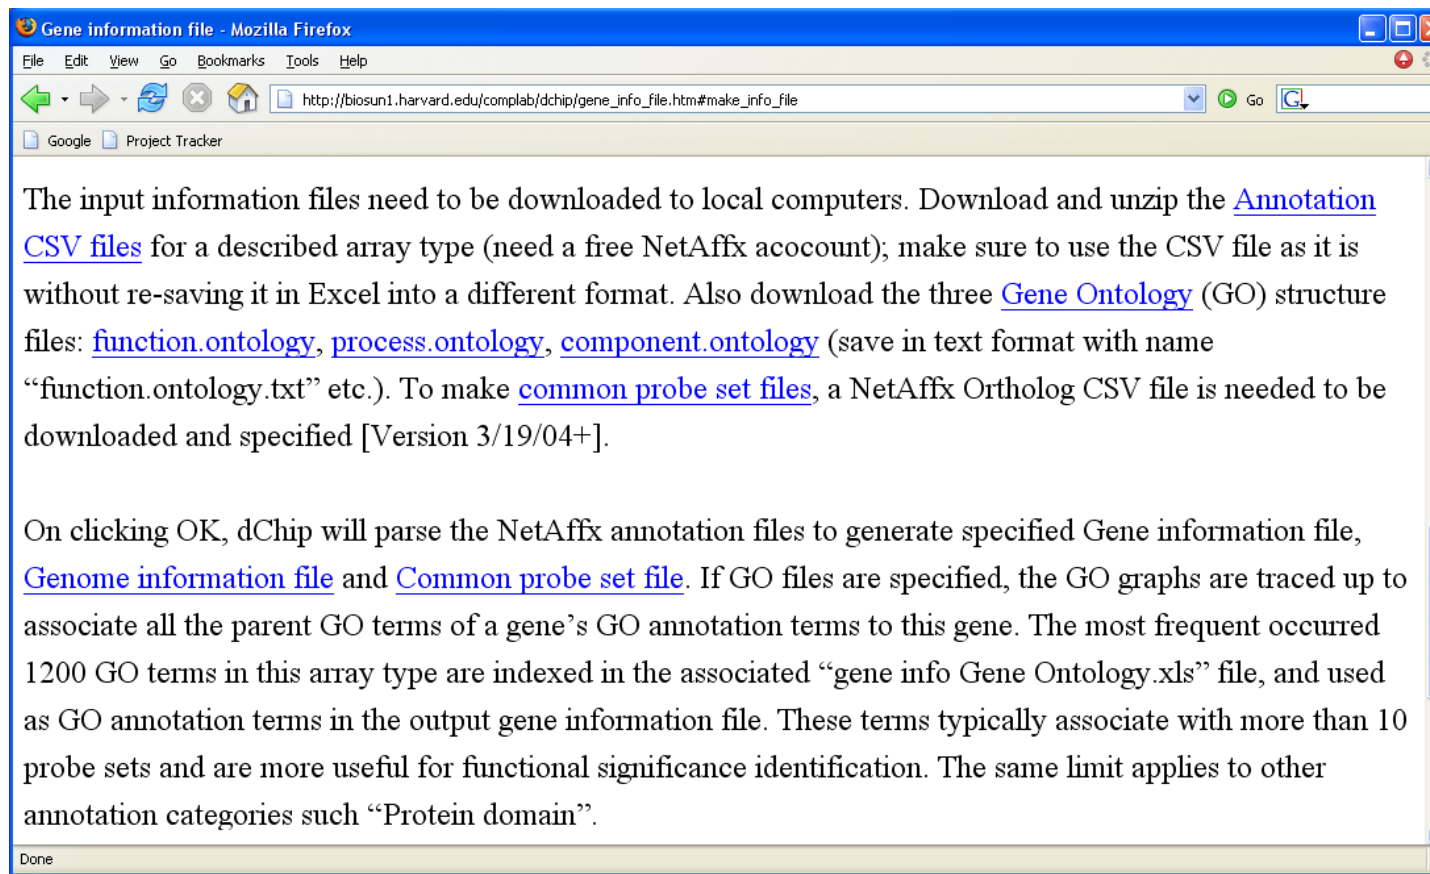 Gene information file - Mozilla Firefox
File Edit View Go Bookmarks Tools Help
http://biosun1.harvard.edu/complab/dchip/gene_info_file.htm#make_info_file Go G
Google Project Tracker
The input information files need to be downloaded to local computers. Download and unzip the Annotation
CSV files for a described array type (need a free NetAffx acocount); make sure to use the CSV file as it is
without re-saving it in Excel into a different format. Also download the three Gene Ontology (GO) structure
files: function.ontology, process.ontology, component.ontology (save in text format with name
“function.ontology.txt” etc.). To make common probe set files, a NetAffx Ortholog CSV file is needed to be
downloaded and specified [Version 3/19/04+].
On clicking OK, dChip will parse the NetAffx annotation files to generate specified Gene information file,
Genome information file and Common probe set file. If GO files are specified, the GO graphs are traced up to
associate all the parent GO terms of a gene’s GO annotation terms to this gene. The most frequent occurred
1200 GO terms in this array type are indexed in the associated “gene info Gene Ontology.xls” file, and used
as GO annotation terms in the output gene information file. These terms typically associate with more than 10
probe sets and are more useful for functional significance identification. The same limit applies to other
annotation categories such “Protein domain”.
Done